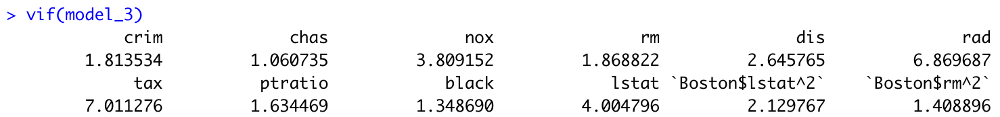 > vif(model_3)
crim chas nox rm dis rad
1.813534 1.060735 3.809152 1.868822 2.645765 6.869687
tax ptratio black lstat `Boston$lstat^2` `Boston$rm^2`
7.011276 1.634469 1.348690 4.004796 2.129767 1.408896